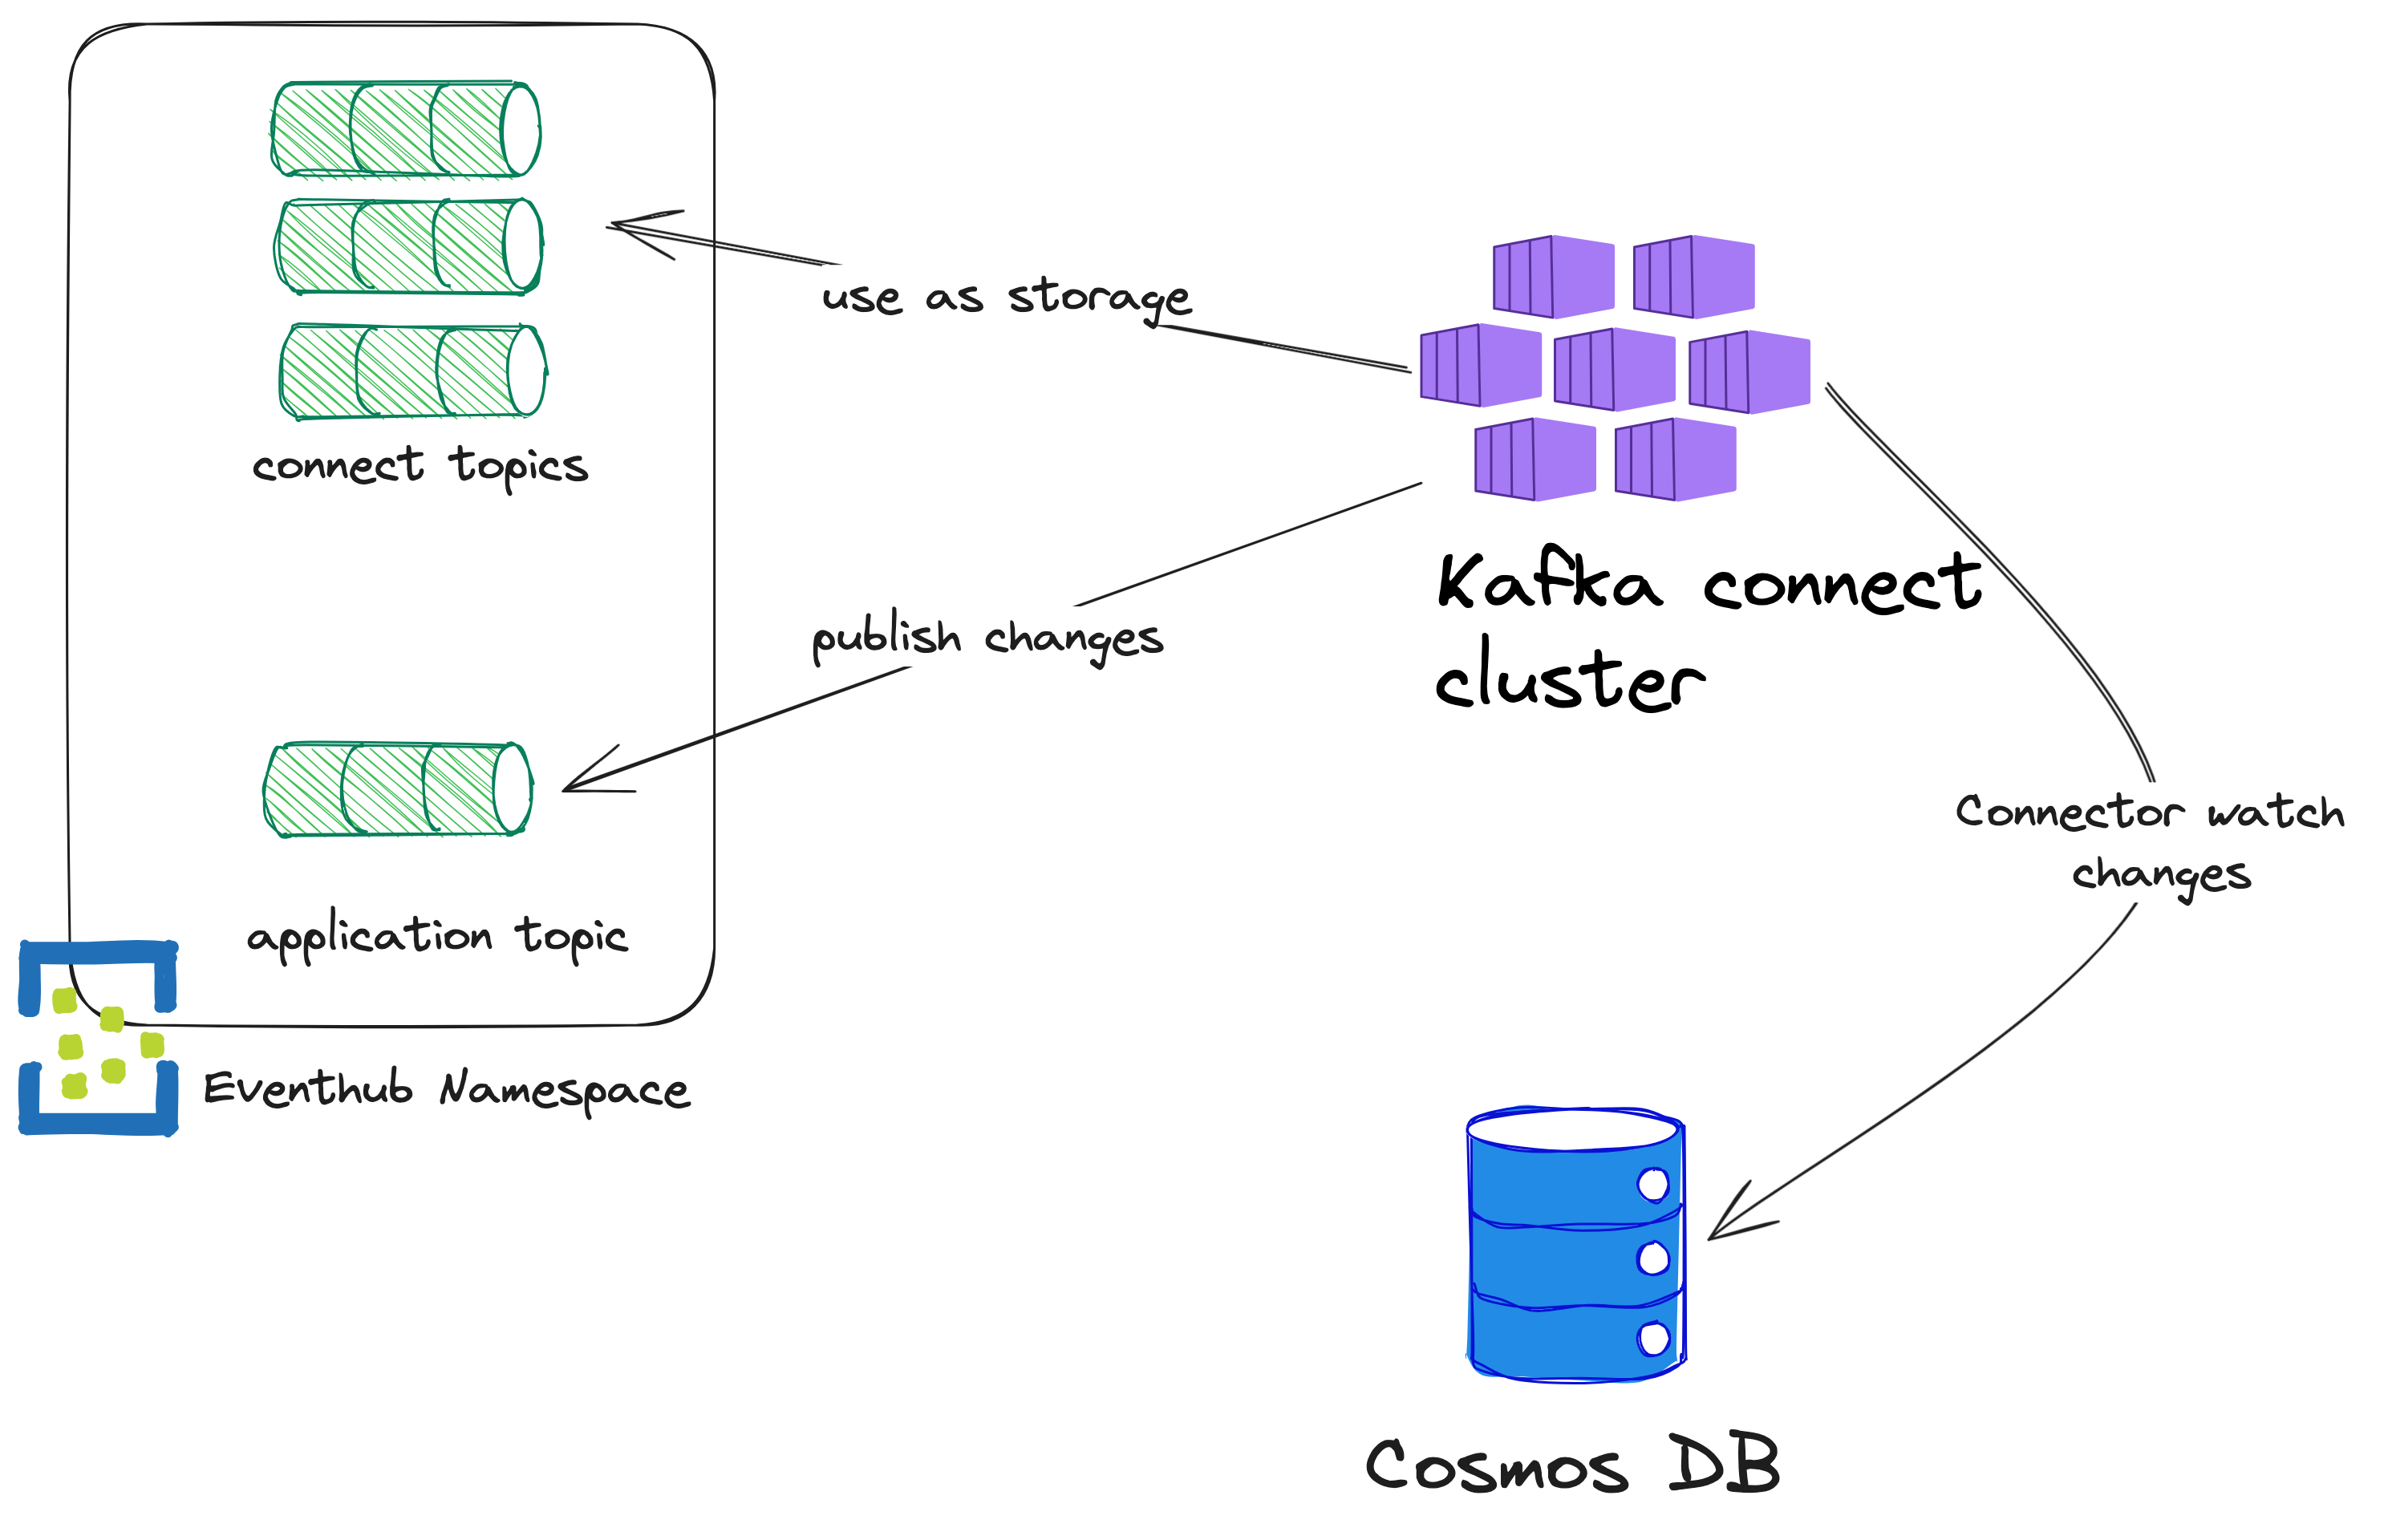 use as storage
connect topics
Kafka connect
cluster
publish changes
Connector watch
changes
application topic
Eventhub Namespace
Cosmos DB